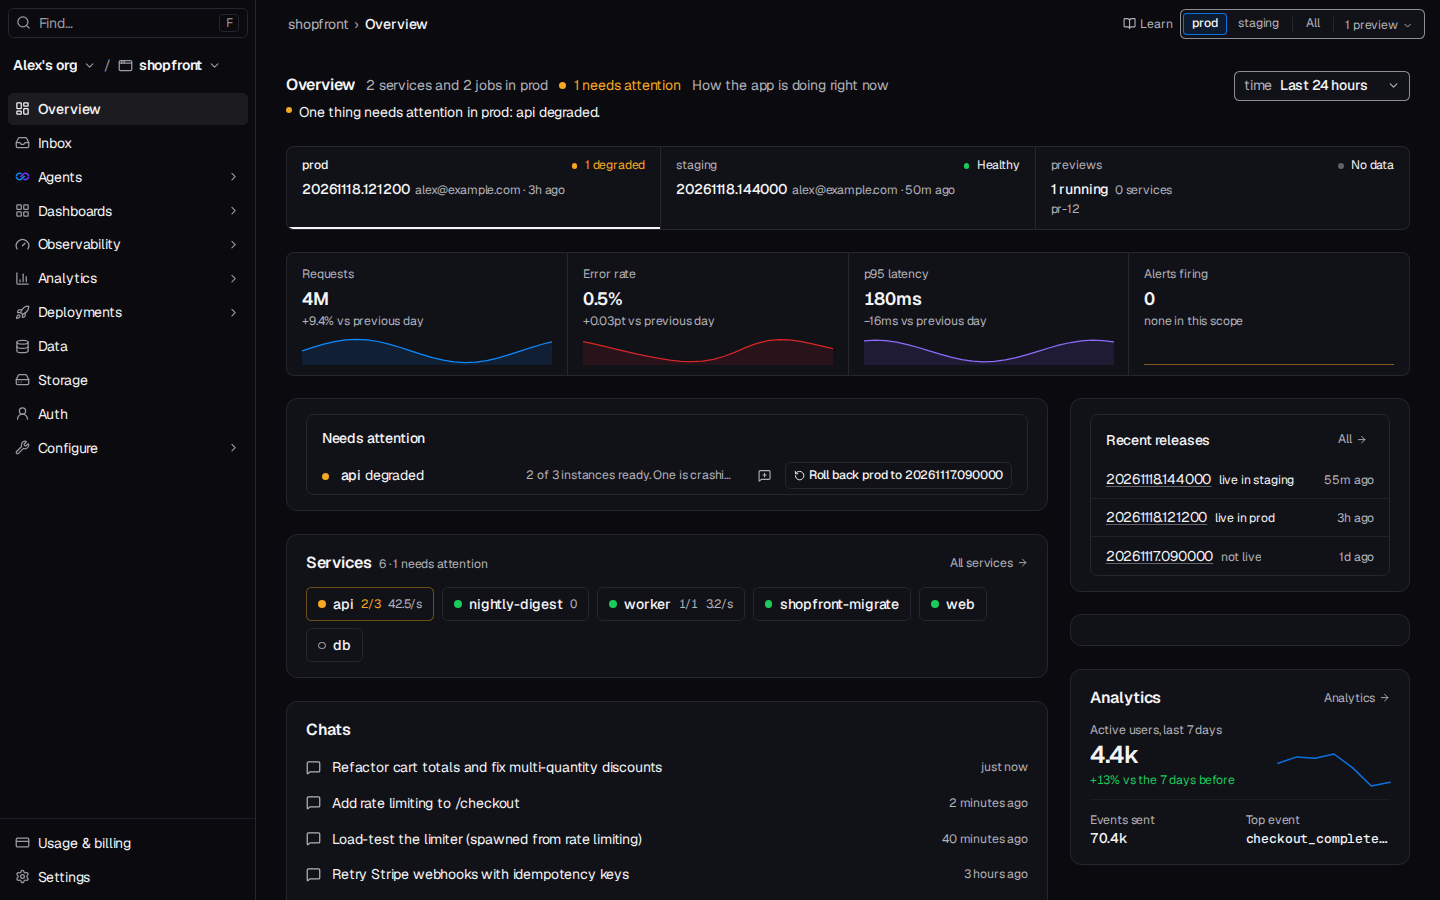 Find...
F
Alex's org / shopfront
Overview
Inbox
Agents
Dashboards
Observability
Analytics
Deployments
Data
Storage
Auth
Configure
Usage & billing
Settings
shopfront › Overview
Learn
prod
staging
All
1 preview
Overview 2 services and 2 jobs in prod 1 needs attention How the app is doing right now
time Last 24 hours
One thing needs attention in prod: api degraded.
prod
1 degraded
20261118.121200 alex@example.com · 3h ago
staging
Healthy
20261118.144000 alex@example.com · 50m ago
previews
No data
1 running 0 services
pr-12
Requests
4M
+9.4% vs previous day
Error rate
0.5%
+0.03pt vs previous day
p95 latency
180ms
−16ms vs previous day
Alerts firing
0
none in this scope
Needs attention
api degraded
2 of 3 instances ready. One is crashi...
Roll back prod to 20261117.090000
Services 6 · 1 needs attention
All services →
api 2/3 42.5/s
nightly-digest 0
worker 1/1 3.2/s
shopfront-migrate
web
db
Chats
Refactor cart totals and fix multi-quantity discounts
just now
Add rate limiting to /checkout
2 minutes ago
Load-test the limiter (spawned from rate limiting)
40 minutes ago
Retry Stripe webhooks with idempotency keys
3 hours ago
Recent releases
All →
20261118.144000 live in staging 55m ago
20261118.121200 live in prod 3h ago
20261117.090000 not live 1d ago
Analytics
Analytics →
Active users, last 7 days
4.4k
+13% vs the 7 days before
Events sent
70.4k
Top event
checkout_complete...